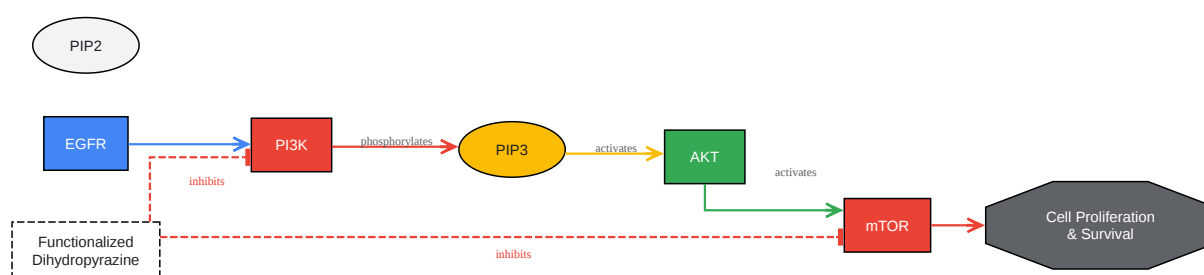 PIP2
EGFR
PI3K
phosphorylates
PIP3
activates
AKT
activates
inhibits
Functionalized
Dihydropyrazine
inhibits
mTOR
Cell Proliferation
& Survival